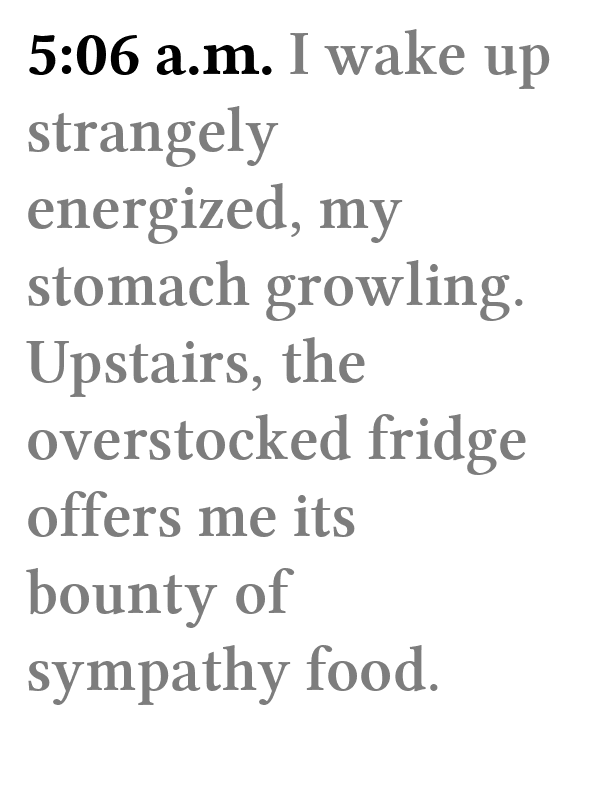 5:06 a.m. I wake up
strangely
energized, my
stomach growling.
Upstairs, the
overstocked fridge
offers me its
bounty of
sympathy food.